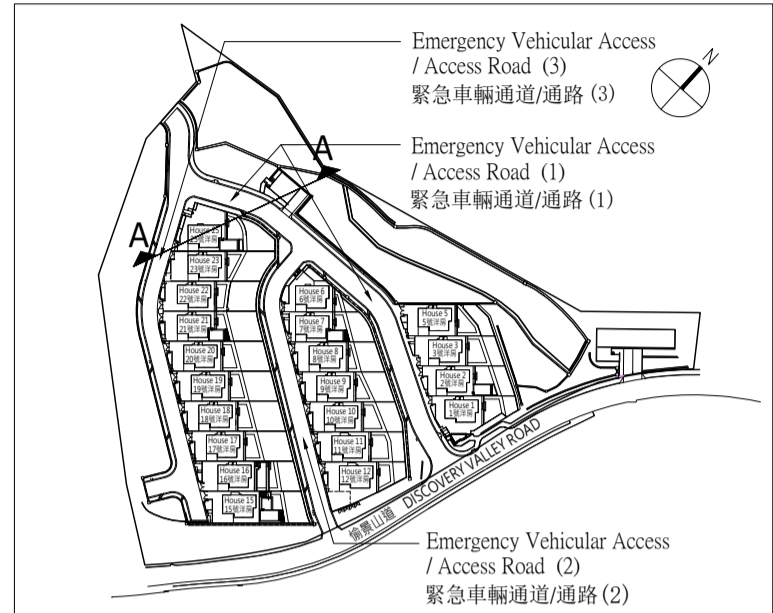 Emergency Vehicular Access
/ Access Road (3)
緊急車輛通道/通路 (3)
N
Emergency Vehicular Access
/ Access Road (1)
緊急車輛通道/通路 (1)
A
A
House 25
25號洋房
House 23
23號洋房
House 22
22號洋房
House 21
21號洋房
House 20
20號洋房
House 19
19號洋房
House 18
18號洋房
House 17
17號洋房
House 16
16號洋房
House 15
15號洋房
House 6
6號洋房
House 7
7號洋房
House 8
8號洋房
House 9
9號洋房
House 10
10號洋房
House 11
11號洋房
House 12
12號洋房
House 5
5號洋房
House 3
3號洋房
House 2
2號洋房
House 1
1號洋房
愉景山道 DISCOVERY VALLEY ROAD
Emergency Vehicular Access
/ Access Road (2)
緊急車輛通道/通路 (2)